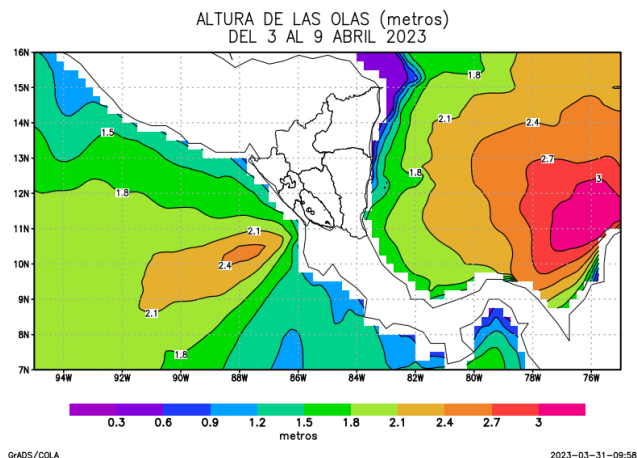 ALTURA DE LAS OLAS (metros)
DEL 3 AL 9 ABRIL 2023
16N
15N
14N
13N
12N
11N
10N
9N
8N
7N
1.8
2.1
2.4
1.5
2.7
1.8
3
1.8
2.1
2.4
2.1
1.8
94W 92W 90W 88W 86W 84W 82W 80W 78W 76W
0.3 0.6 0.9 1.2 1.5 1.8 2.1 2.4 2.7 3
metros
GrADS/COLA 2023-03-31-09:58